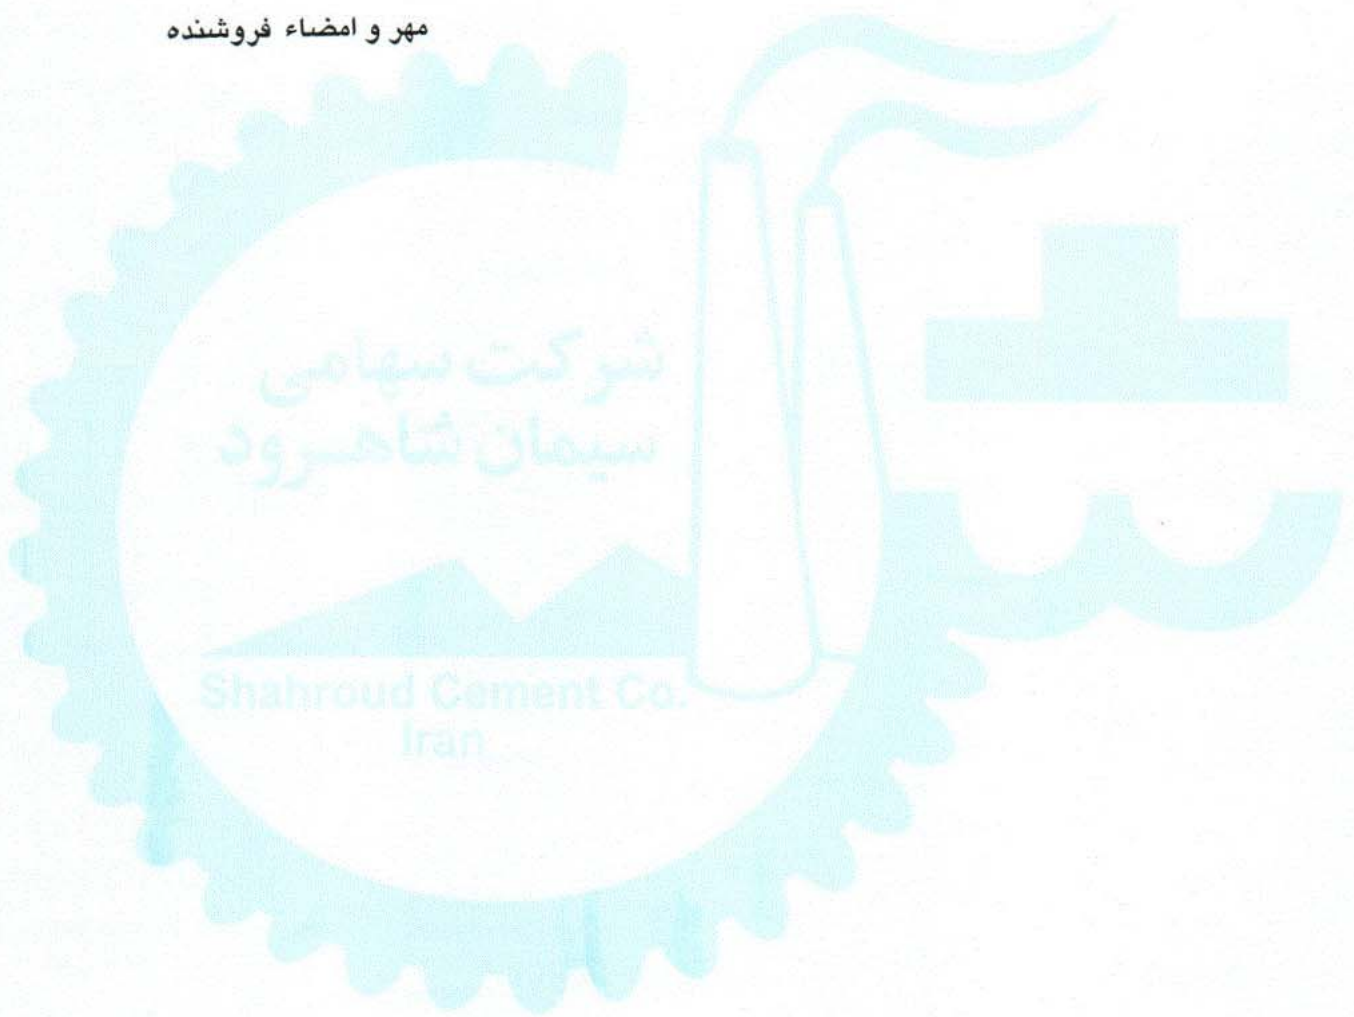 مهر و امضاء فروشنده
شرکت سهامی
سیمان شاهرود
Shahroud Cement Co.
Iran